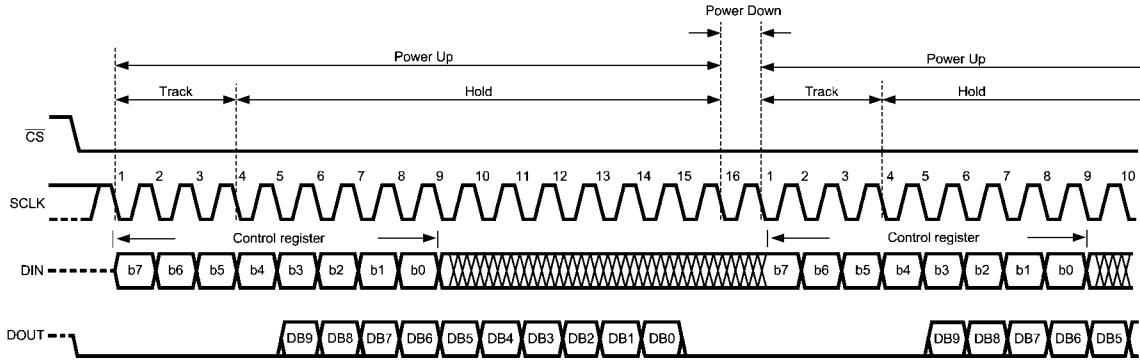 Power Down
Power Up
Power Up
Track
Hold
Track
Hold
CS
1 2 3 4 5 6 7 8 9 10 11 12 13 14 15 16 1 2 3 4 5 6 7 8 9 10
SCLK
Control register
Control register
DIN b7 b6 b5 b4 b3 b2 b1 b0 b7 b6 b5 b4 b3 b2 b1 b0
DOUT DB9 DB8 DB7 DB6 DB5 DB4 DB3 DB2 DB1 DB0 DB9 DB8 DB7 DB6 DB5